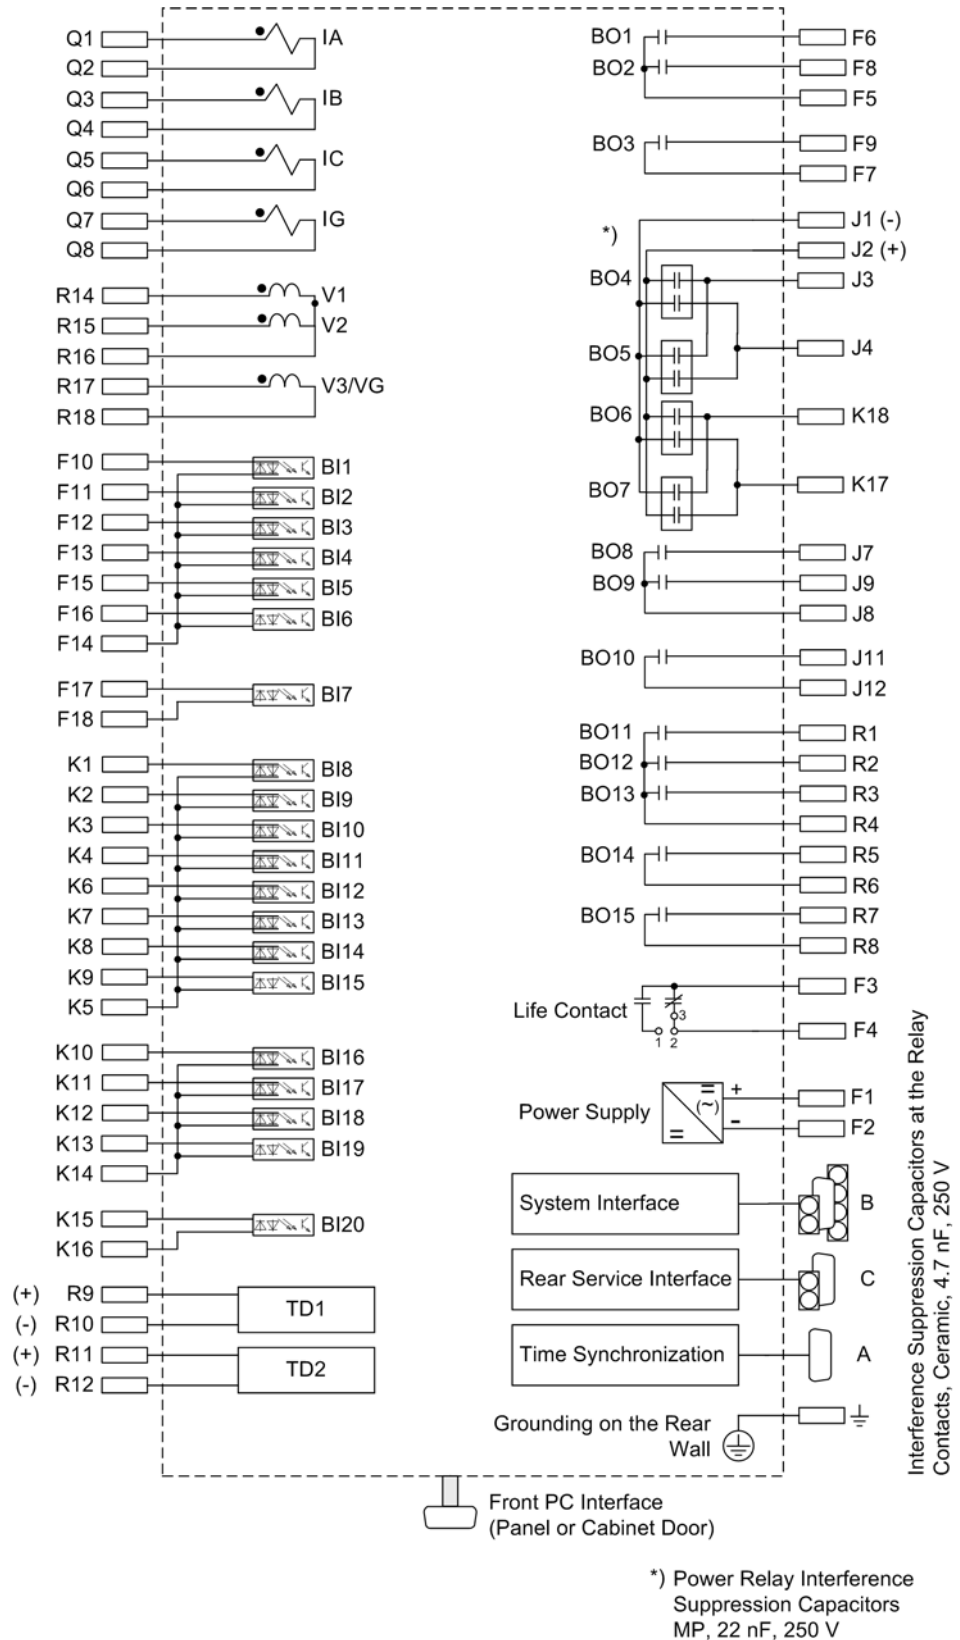 Q1
IA
Q2
Q3
IB
Q4
Q5
IC
Q6
Q7
IG
Q8
R14
V1
R15
V2
R16
R17
V3/VG
R18
F10
BI1
F11
BI2
F12
BI3
F13
BI4
F15
BI5
F16
BI6
F14
F17
BI7
F18
K1
BI8
K2
BI9
K3
BI10
K4
BI11
K6
BI12
K7
BI13
K8
BI14
K9
BI15
K5
K10
BI16
K11
BI17
K12
BI18
K13
BI19
K14
K15
BI20
K16
(+) R9
TD1
(-) R10
(+) R11
TD2
(-) R12
BO1
F6
BO2
F8
F5
BO3
F9
F7
J1 (-)
*)
J2 (+)
BO4
J3
BO5
J4
BO6
K18
BO7
K17
BO8
J7
BO9
J9
J8
BO10
J11
J12
BO11
R1
BO12
R2
BO13
R3
R4
BO14
R5
R6
BO15
R7
R8
F3
Life Contact
3
1 2
F4
Power Supply
=
(~)
=
+
-
F1
F2
System Interface
B
Rear Service Interface
C
Time Synchronization
A
Grounding on the Rear
Wall
Interference Suppression Capacitors at the Relay
Contacts, Ceramic, 4.7 nF, 250 V
Front PC Interface
(Panel or Cabinet Door)
*) Power Relay Interference
Suppression Capacitors
MP, 22 nF, 250 V